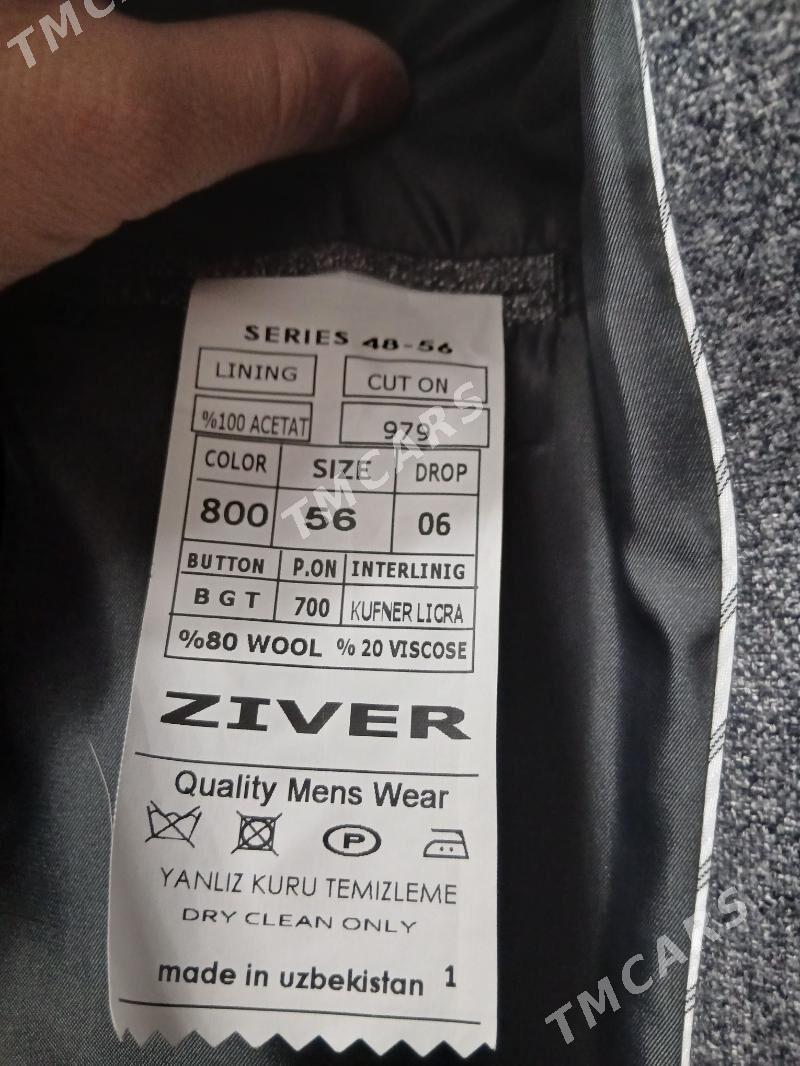 TMCARS
SERIES 48-56
LINING CUT ON
%100 ACETAT 979
COLOR SIZE DROP
800 56 06
BUTTON P.ON INTERLINIG
BGT 700 KUFNER LICRA
%80 WOOL % 20 VISCOSE
ZIVER
Quality Mens Wear
P
YANLIZ KURU TEMIZLEME
DRY CLEAN ONLY
made in uzbekistan 1
TMCARS
TMCARS